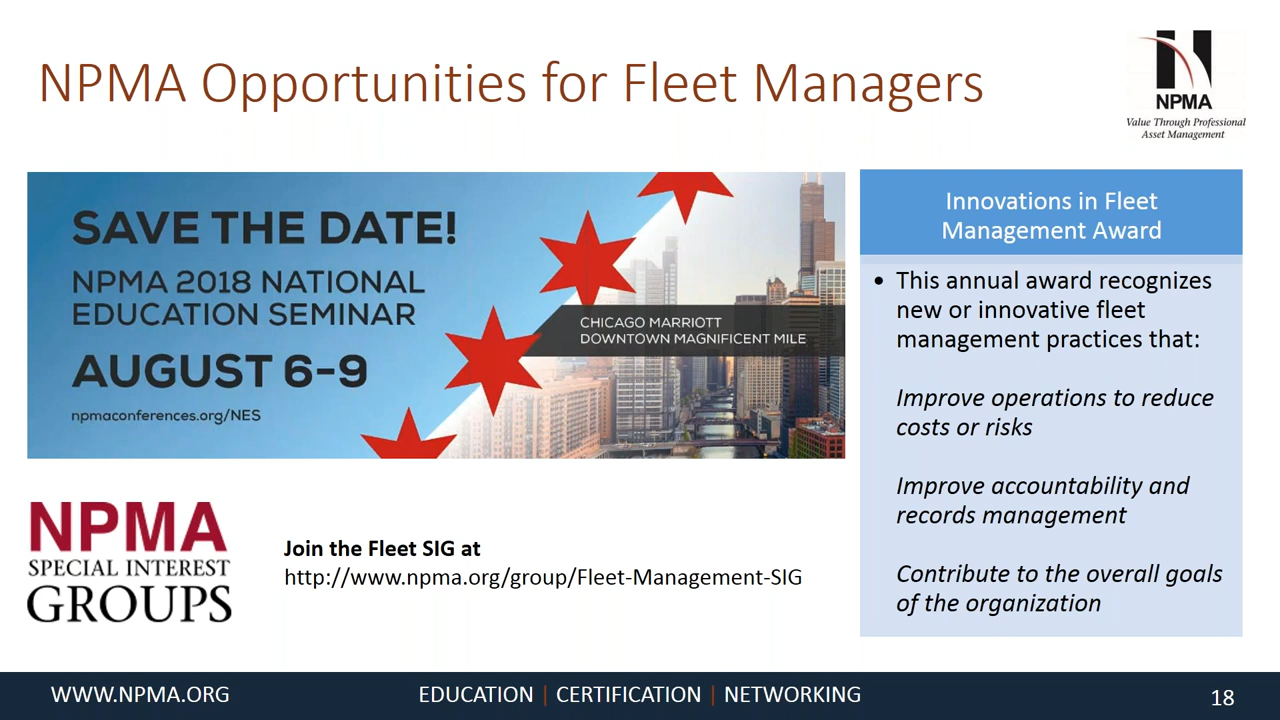 NPMA Opportunities for Fleet Managers
NPMA
Value Through Professional
Asset Management
SAVE THE DATE!
NPMA 2018 NATIONAL
EDUCATION SEMINAR
AUGUST 6-9
npmaconferences.org/NES
CHICAGO MARRIOTT
DOWNTOWN MAGNIFICENT MILE
Innovations in Fleet
Management Award
• This annual award recognizes
new or innovative fleet
management practices that:
Improve operations to reduce
costs or risks
Improve accountability and
records management
Contribute to the overall goals
of the organization
NPMA
SPECIAL INTEREST
GROUPS
Join the Fleet SIG at
http://www.npma.org/group/Fleet-Management-SIG
WWW.NPMA.ORG
EDUCATION | CERTIFICATION | NETWORKING
18